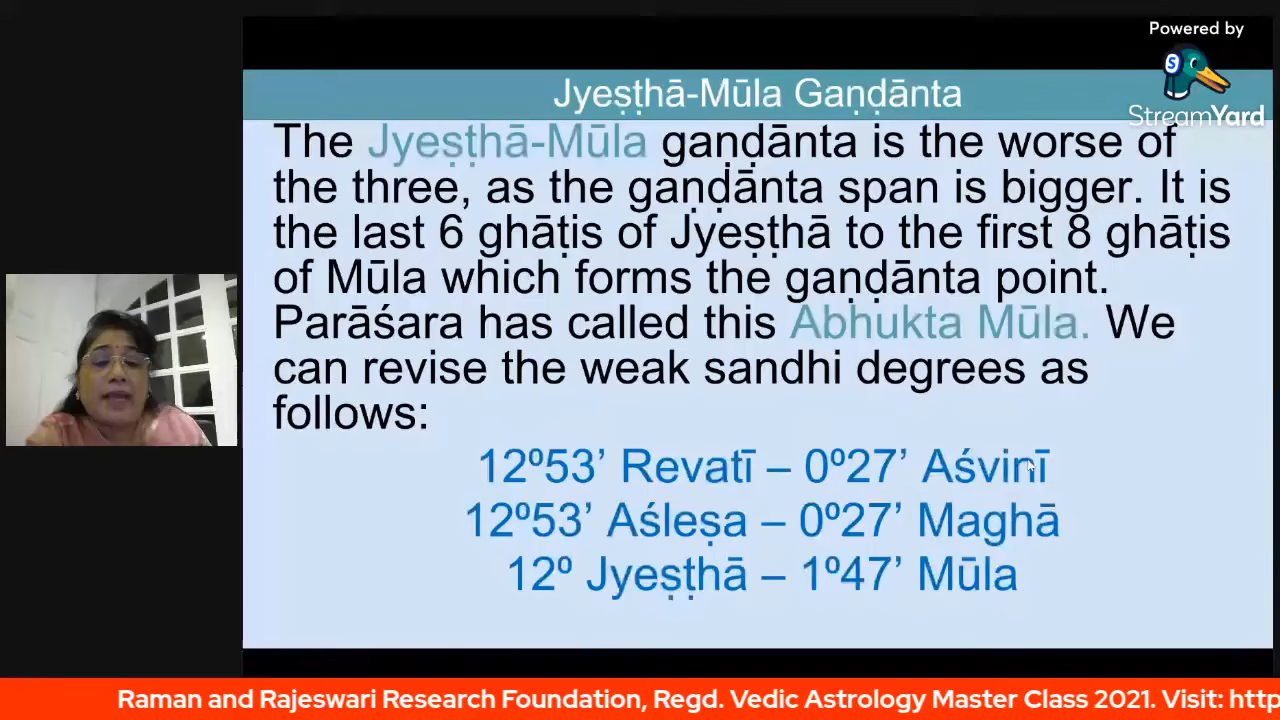 Powered by
StreamYard
Jyeṣṭhā-Mūla Gaṇḍānta
The Jyeṣṭhā-Mūla gaṇḍānta is the worse of
the three, as the gaṇḍānta span is bigger. It is
the last 6 ghāṭis of Jyeṣṭhā to the first 8 ghāṭis
of Mūla which forms the gaṇḍānta point.
Parāśara has called this Abhukta Mūla. We
can revise the weak sandhi degrees as
follows:
12º53’ Revatī – 0º27’ Aśvinī
12º53’ Aśleṣa – 0º27’ Maghā
12º Jyeṣṭhā – 1º47’ Mūla
Raman and Rajeswari Research Foundation, Regd. Vedic Astrology Master Class 2021. Visit: http